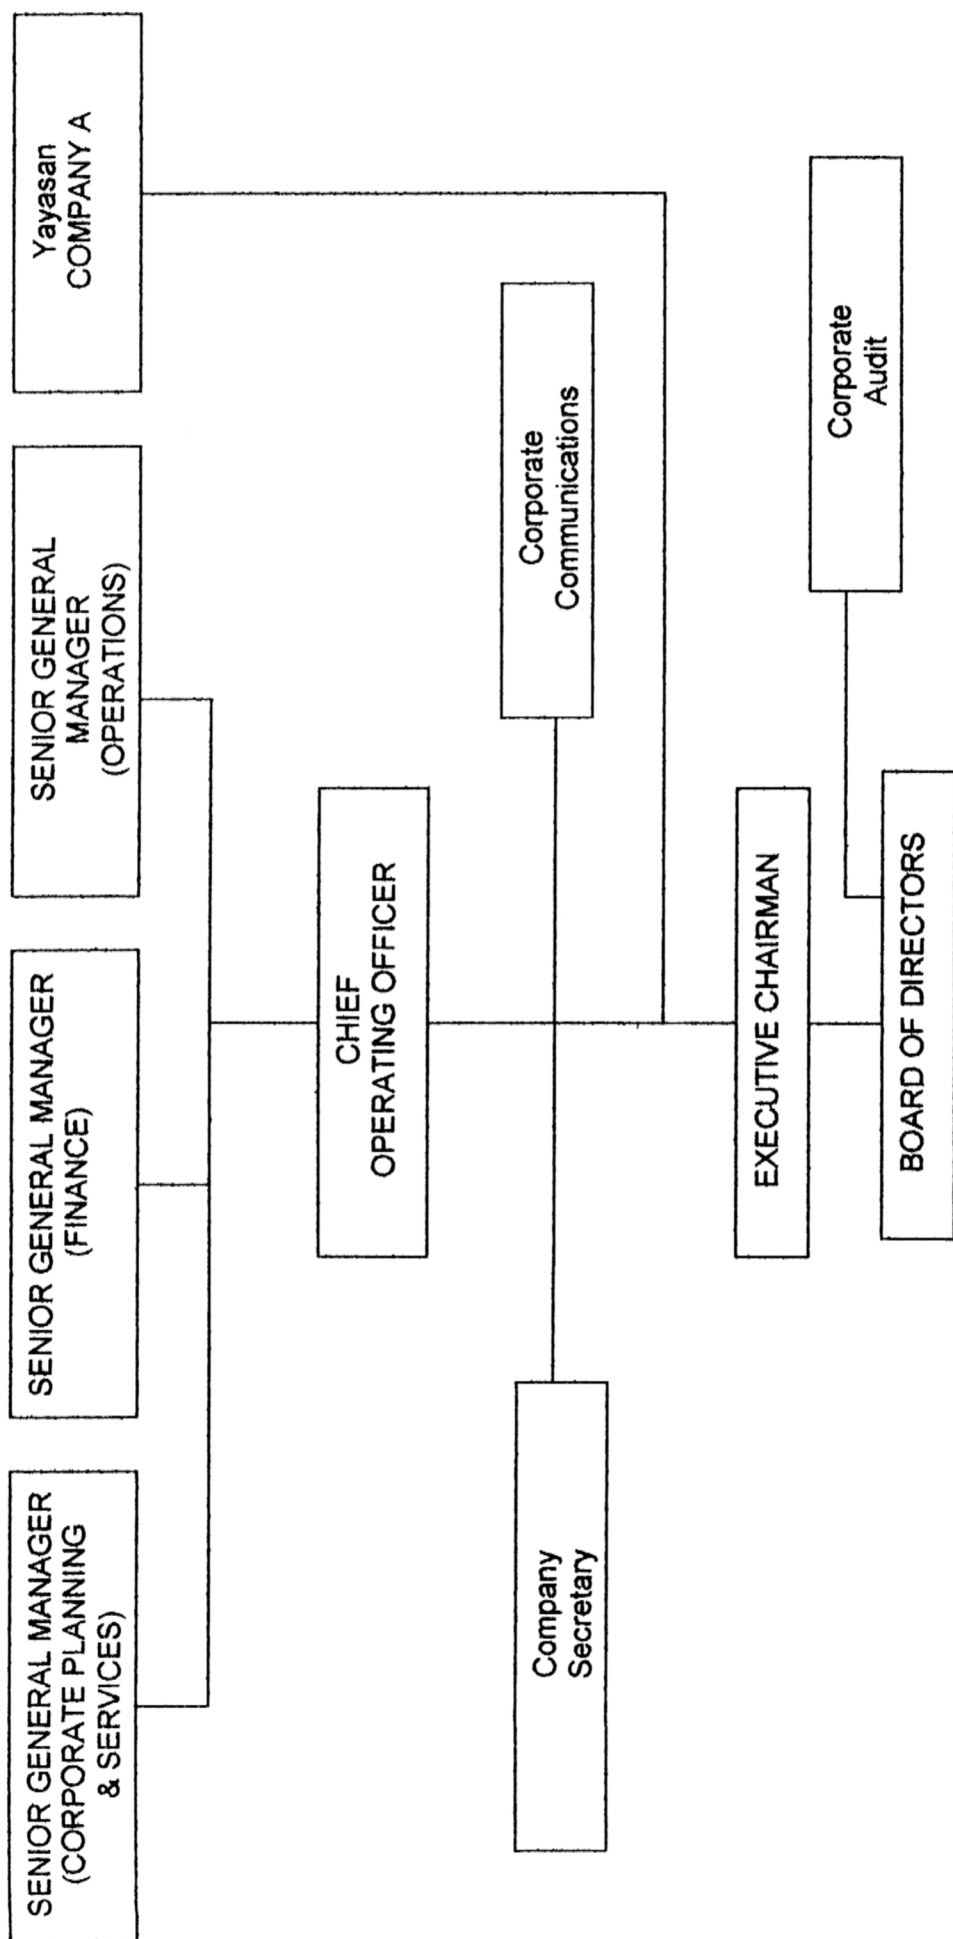 SENIOR GENERAL MANAGER
(CORPORATE PLANNING
& SERVICES)
SENIOR GENERAL MANAGER
(FINANCE)
SENIOR GENERAL
MANAGER
(OPERATIONS)
Yayasan
COMPANY A
CHIEF
OPERATING OFFICER
Company
Secretary
Corporate
Communications
EXECUTIVE CHAIRMAN
Corporate
Audit
BOARD OF DIRECTORS